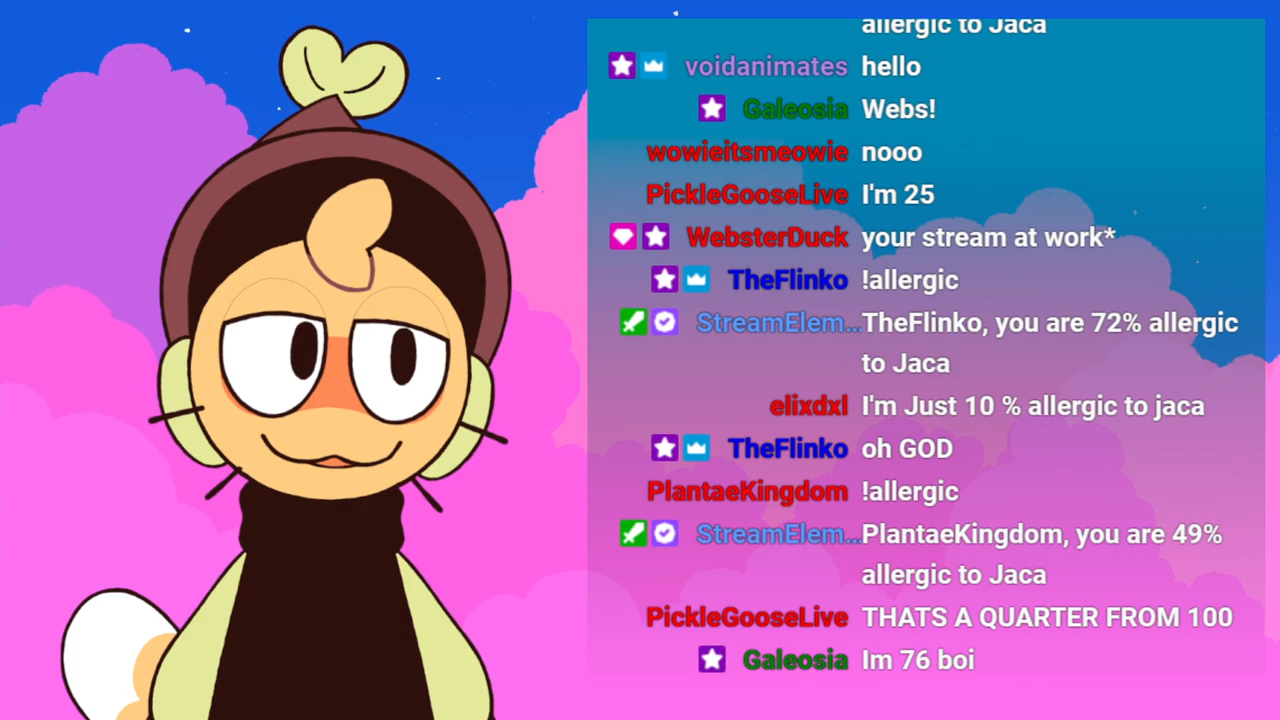 allergic to Jaca
voidanimates hello
Galeosia Webs!
wowieitsmeowie nooo
PickleGooseLive I'm 25
WebsterDuck your stream at work*
TheFlinko !allergic
StreamElem... TheFlinko, you are 72% allergic
to Jaca
elixdxl I'm Just 10 % allergic to jaca
TheFlinko oh GOD
PlantaeKingdom !allergic
StreamElem... PlantaeKingdom, you are 49%
allergic to Jaca
PickleGooseLive THATS A QUARTER FROM 100
Galeosia Im 76 boi